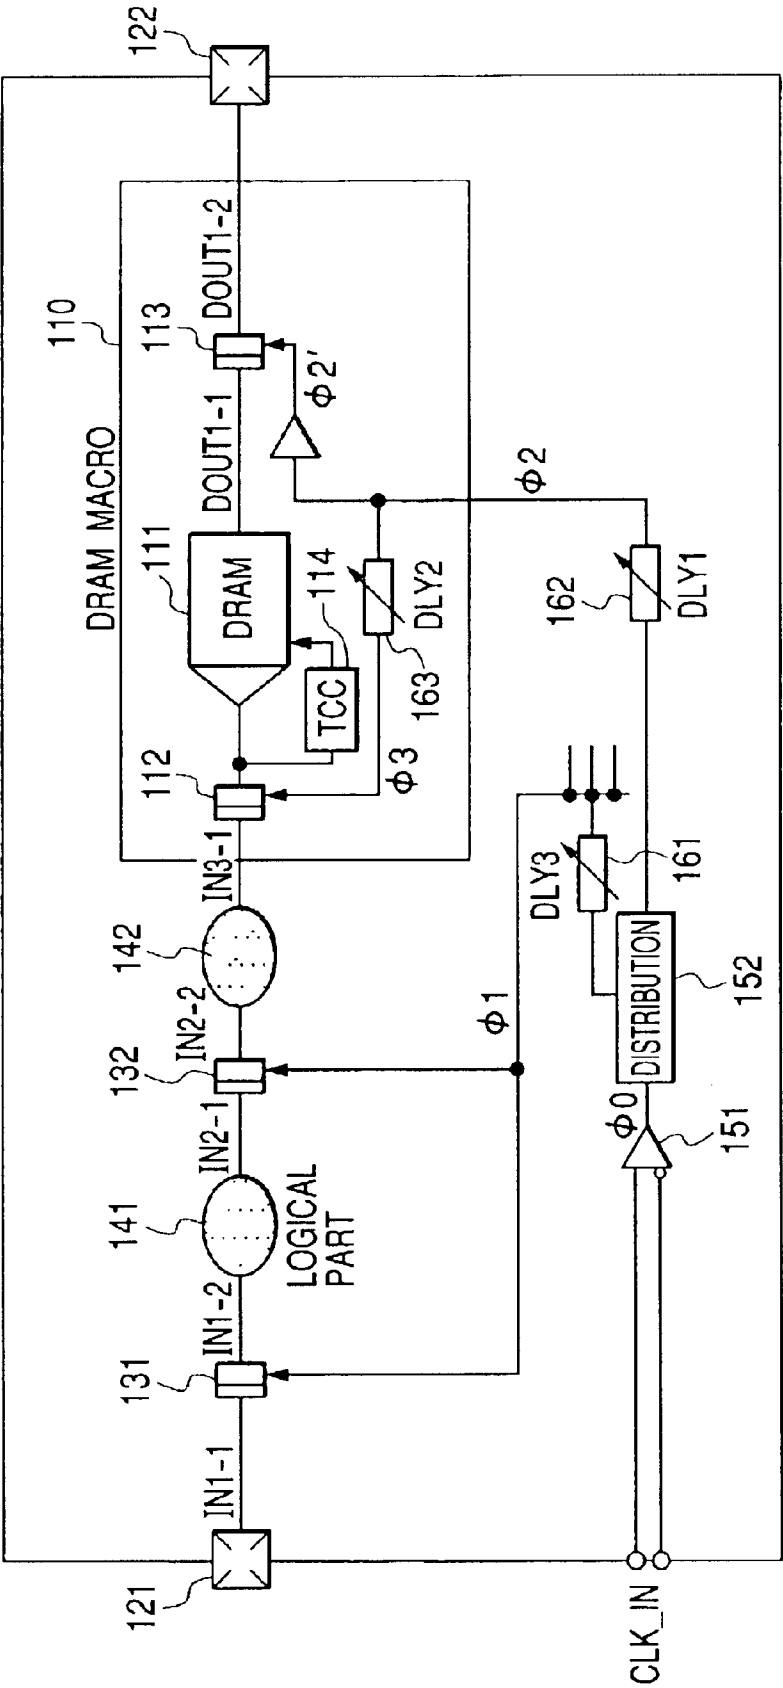 122
110
DRAM MACRO
113
DOUT1-2
111
DOUT1-1
ϕ2'
DRAM
114
TCC
DLY2
163
112
ϕ3
ϕ2
IN3-1
142
IN2-2
132
IN2-1
141
LOGICAL
PART
IN1-2
131
IN1-1
121
ϕ1
DLY3
161
162
DLY1
DISTRIBUTION
152
ϕ0
151
CLK_IN